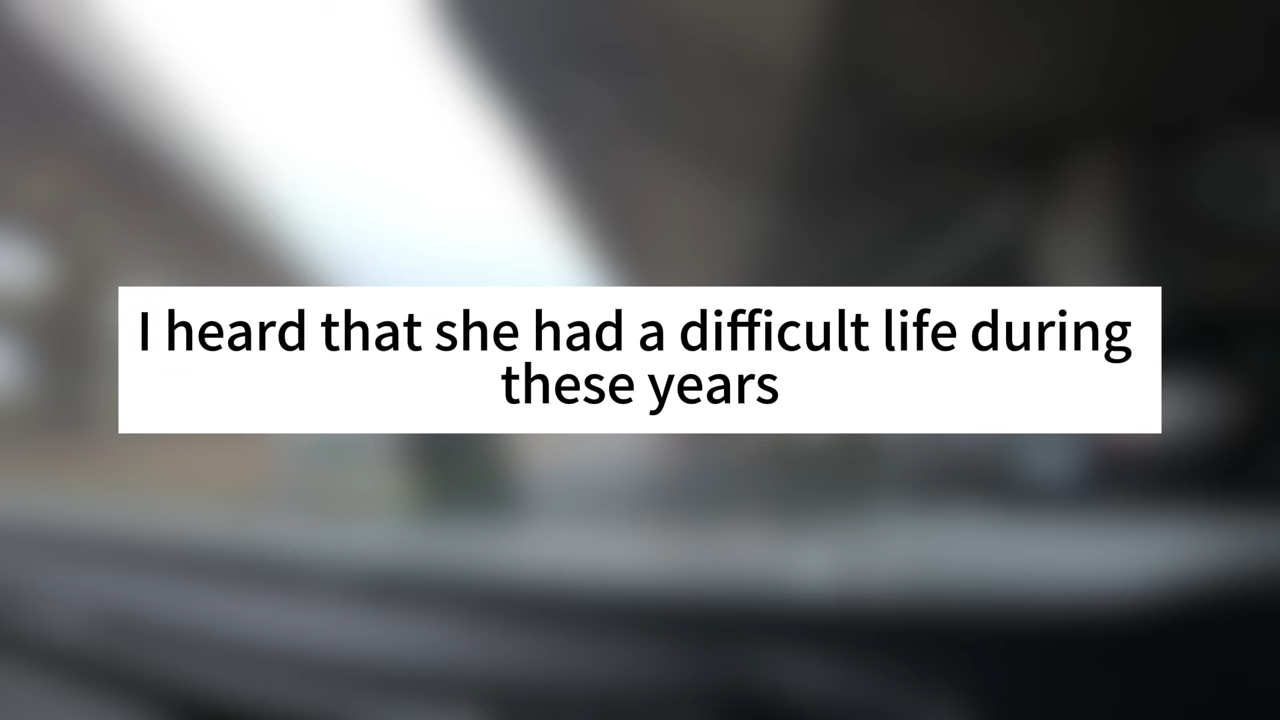 I heard that she had a difficult life during
these years